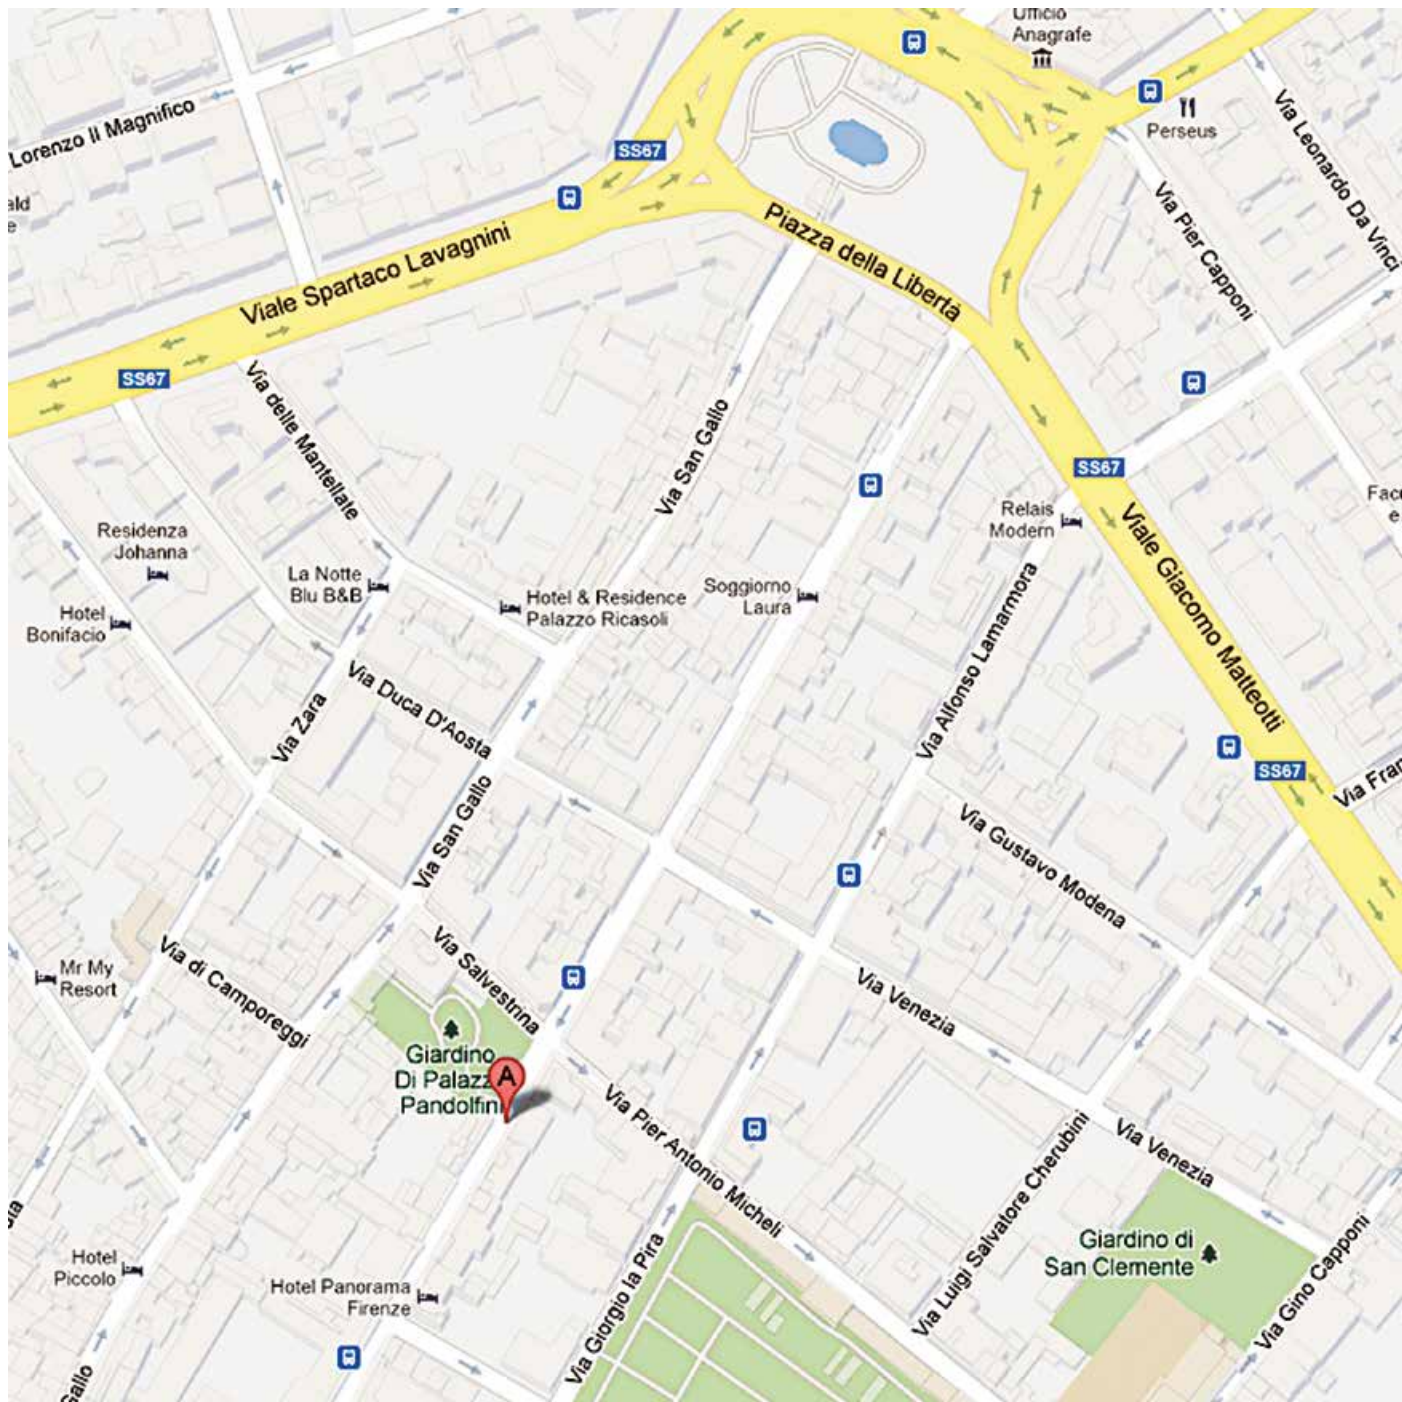 Ufficio
Anagrafe
Lorenzo Il Magnifico
SS67
Perseus
Via Leonardo Da Vinci
Via Pier Capponi
Viale Spartaco Lavagnini
Piazza della Libertà
SS67
Via delle Mantellate
Via San Gallo
SS67
Relais
Modern
Viale Giacomo Matteotti
Residenza
Johanna
La Notte
Blu B&B
Hotel & Residence
Palazzo Ricasoli
Soggiorno
Laura
Hotel
Bonifacio
Via Alfonso Lamarmora
Via Duca D'Aosta
Via Zara
SS67
Via Fran
Via San Gallo
Via Gustavo Modena
Via Salvestrina
Via di Camporeggi
Mr My
Resort
Via Venezia
Giardino
Di Palazz
Pandolfini
A
Via Pier Antonio Micheli
Via Luigi Salvatore Cherubini
Via Venezia
Giardino di
San Clemente
Via Gino Capponi
Via Giorgio la Pira
Hotel
Piccolo
Hotel Panorama
Firenze
Gallo